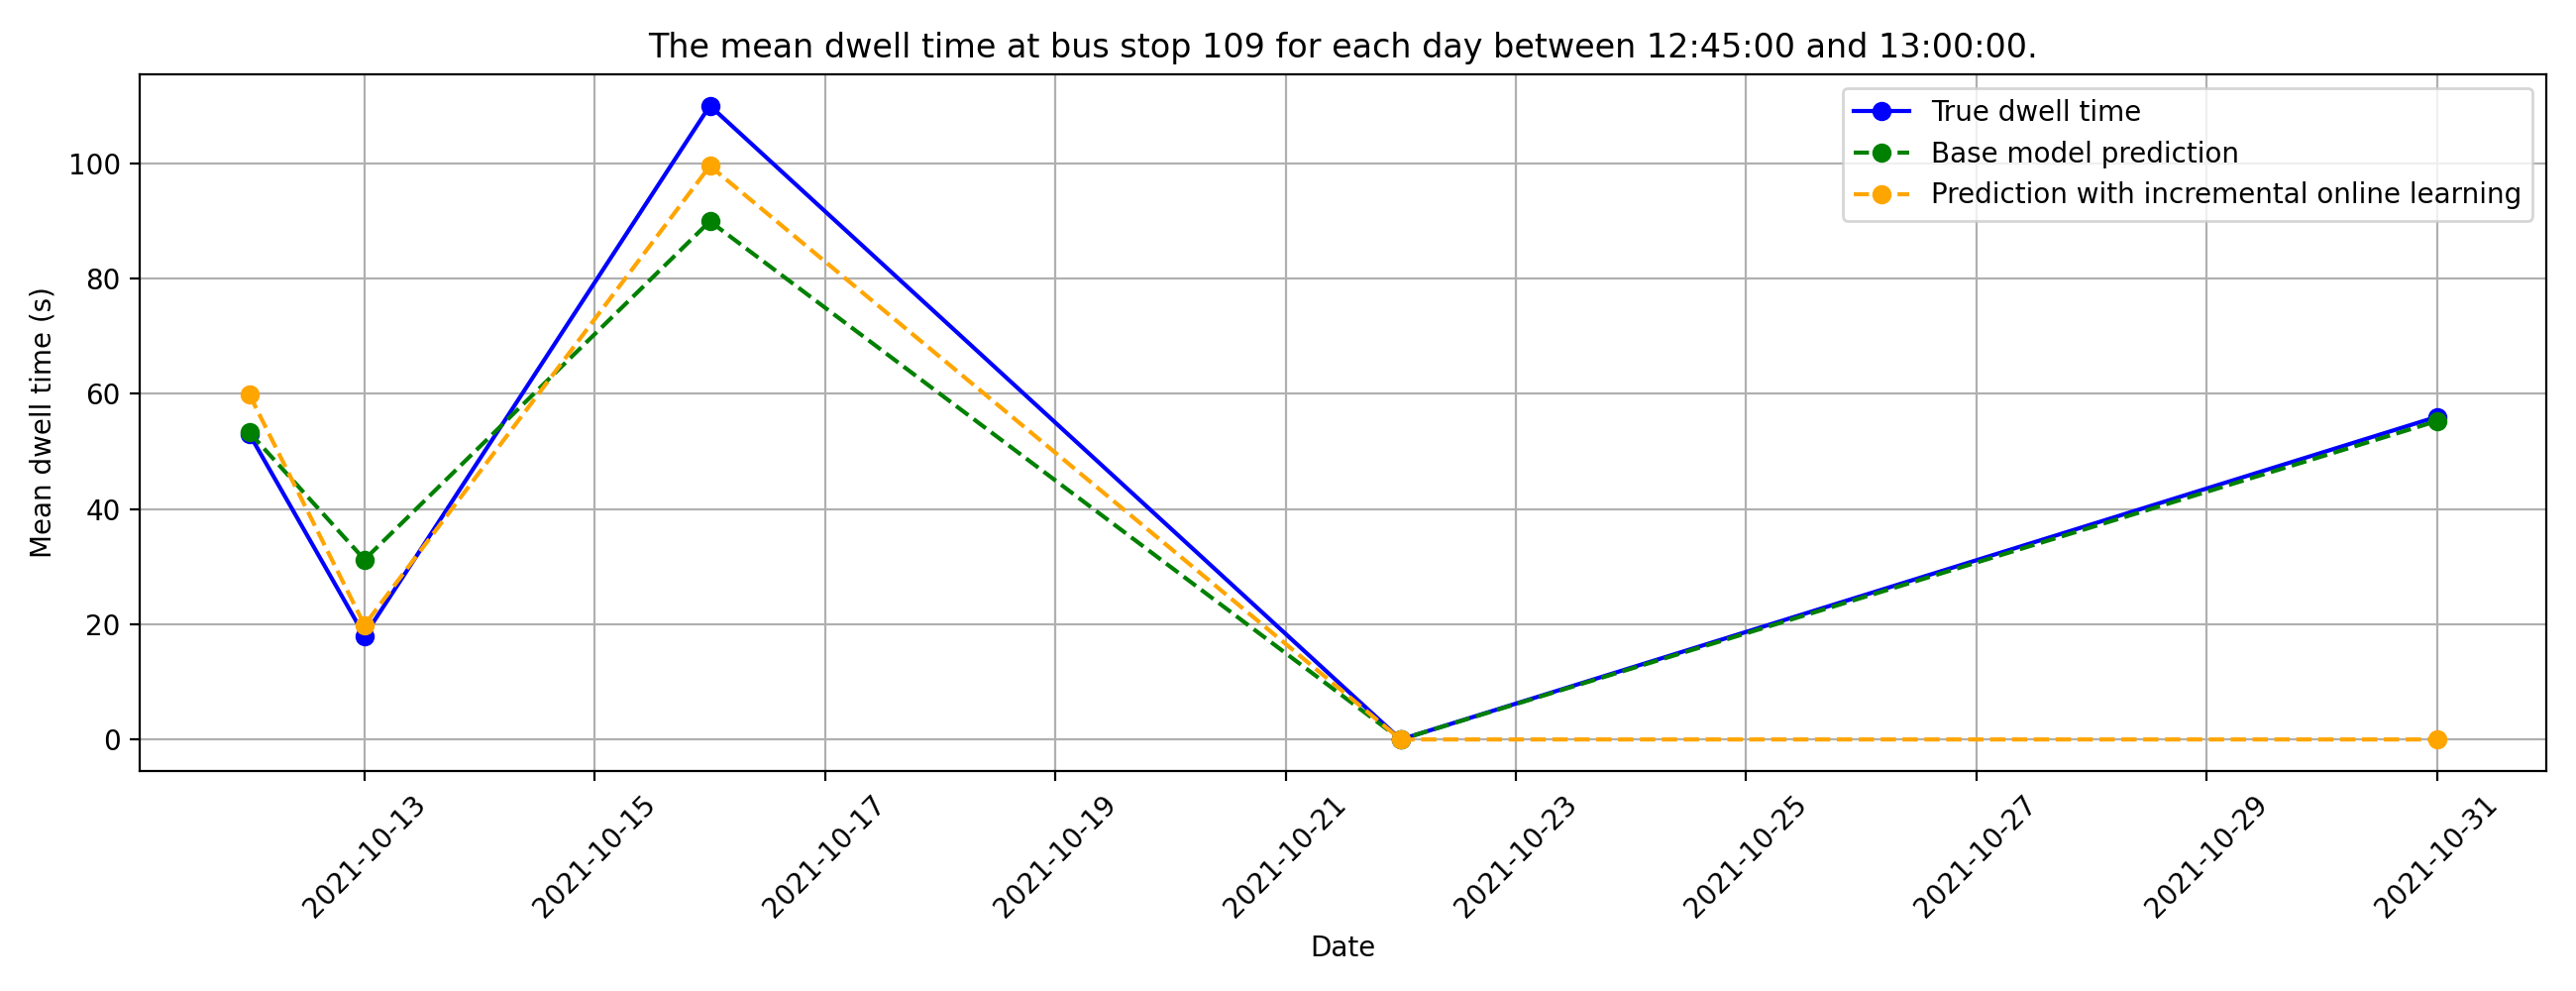 The mean dwell time at bus stop 109 for each day between 12:45:00 and 13:00:00.
True dwell time
Base model prediction
Prediction with incremental online learning
Mean dwell time (s)
100
80
60
40
20
0
2021-10-13
2021-10-15
2021-10-17
2021-10-19
2021-10-21
2021-10-23
2021-10-25
2021-10-27
2021-10-29
2021-10-31
Date